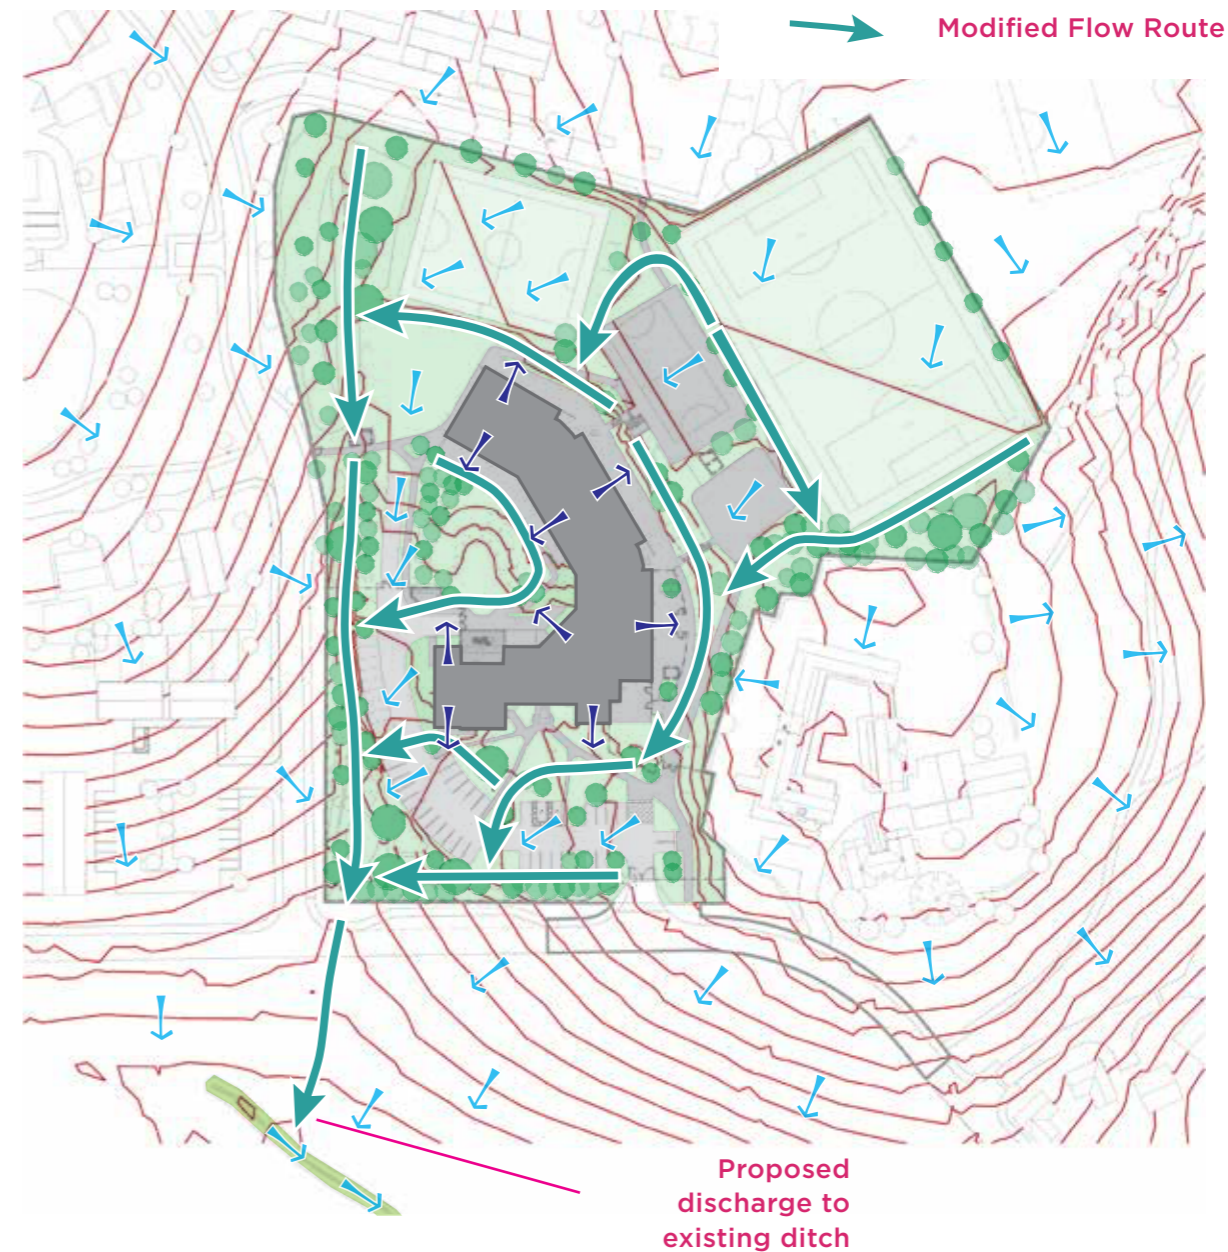 Modified Flow Route
Proposed
discharge to
existing ditch